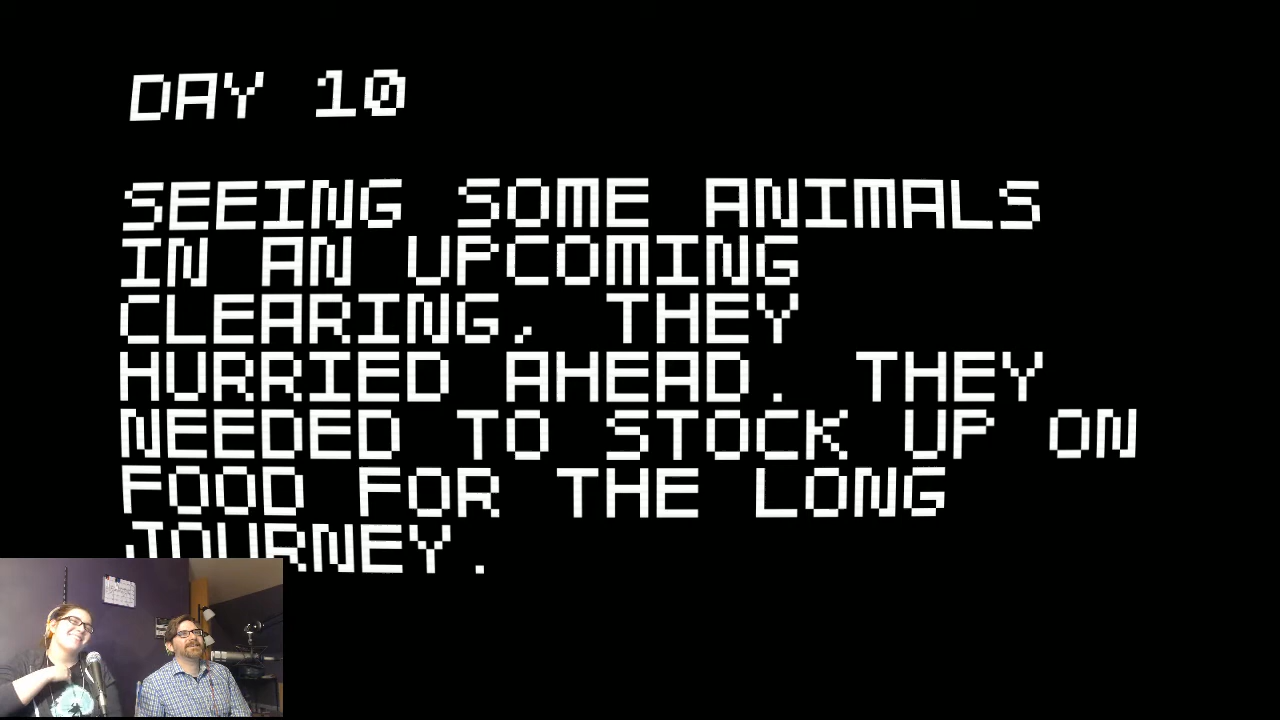 DAY 10
SEEING SOME ANIMALS
IN AN UPCOMING
CLEARING, THEY
HURRIED AHEAD. THEY
NEEDED TO STOCK UP ON
FOOD FOR THE LONG
JOURNEY.